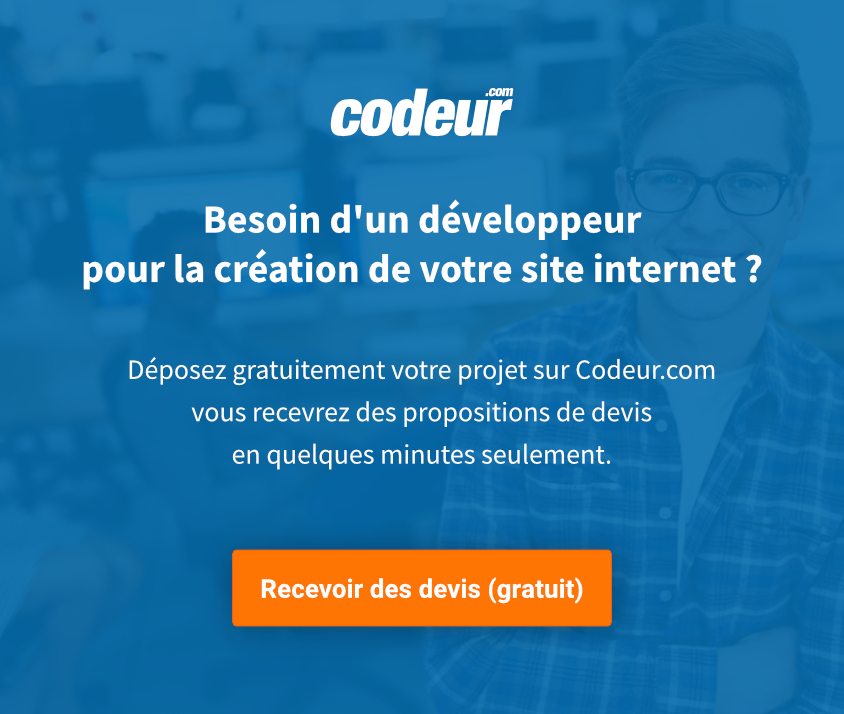 codeur.com
Besoin d'un développeur
pour la création de votre site internet ?
Déposez gratuitement votre projet sur Codeur.com
vous recevrez des propositions de devis
en quelques minutes seulement.
Recevoir des devis (gratuit)